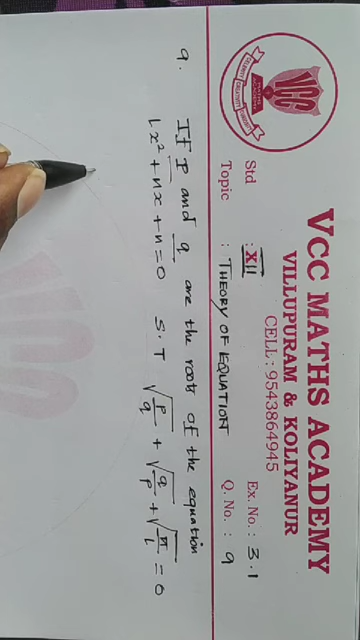 VCC MATHS ACADEMY
VILLUPURAM & KOLIYANUR
CELL: 9543864945
VCC
Std : XII Ex. No. : 3.1
Topic : THEORY OF EQUATION Q. No. : 9
9. If p and q are the roots of the equation
lx² + nx + n = 0 S.T √(p/q) + √(q/p) + √(n/l) = 0